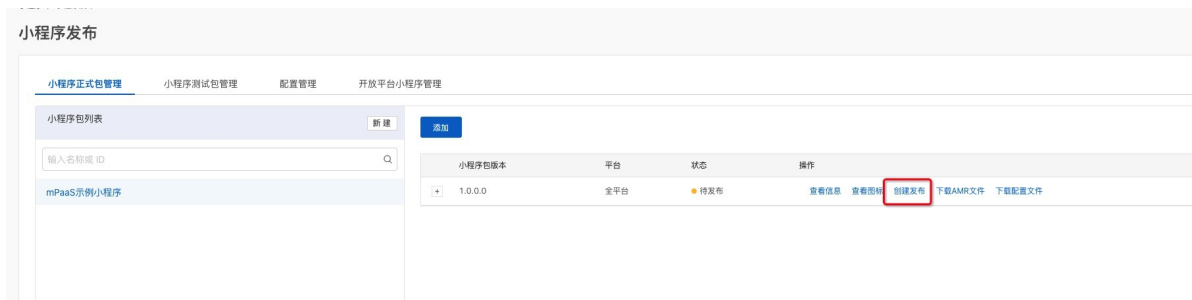 小程序发布
小程序正式包管理 小程序测试包管理 配置管理 开放平台小程序管理
小程序包列表 新建 添加
输入名称或 ID
小程序包版本 平台 状态 操作
mPaaS示例小程序 + 1.0.0.0 全平台 待发布 查看信息 查看图标 创建发布 下载AMR文件 下载配置文件